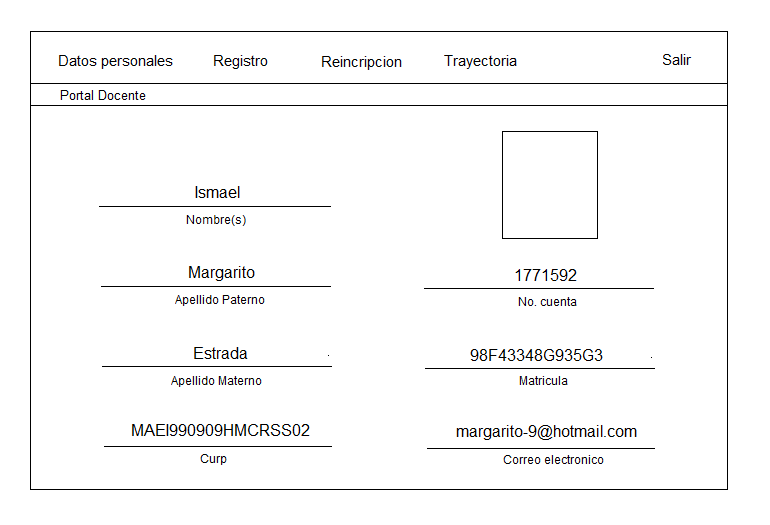 Datos personales Registro Reincripcion Trayectoria Salir
Portal Docente
Ismael
Nombre(s)
Margarito 1771592
Apellido Paterno No. cuenta
Estrada 98F43348G935G3
Apellido Materno Matricula
MAEI990909HMCRSS02 margarito-9@hotmail.com
Curp Correo electronico